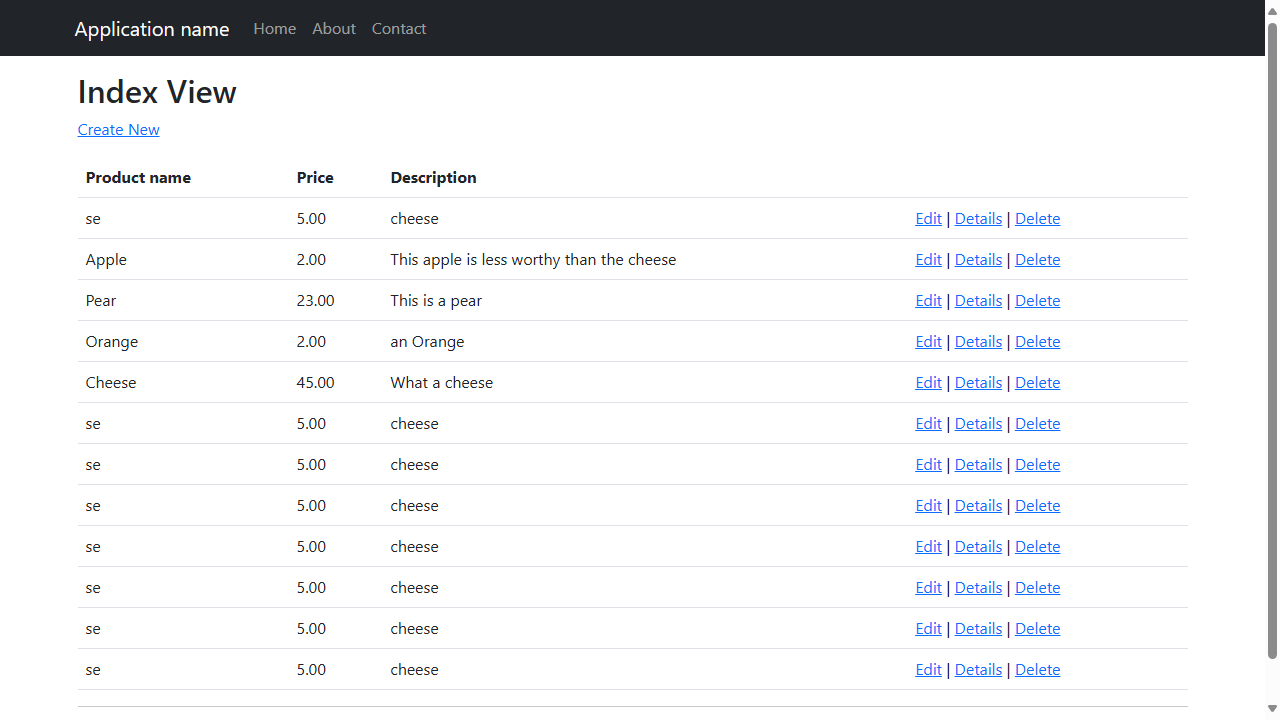 Application name Home About Contact
Index View
Create New
Product name Price Description
se 5.00 cheese Edit | Details | Delete
Apple 2.00 This apple is less worthy than the cheese Edit | Details | Delete
Pear 23.00 This is a pear Edit | Details | Delete
Orange 2.00 an Orange Edit | Details | Delete
Cheese 45.00 What a cheese Edit | Details | Delete
se 5.00 cheese Edit | Details | Delete
se 5.00 cheese Edit | Details | Delete
se 5.00 cheese Edit | Details | Delete
se 5.00 cheese Edit | Details | Delete
se 5.00 cheese Edit | Details | Delete
se 5.00 cheese Edit | Details | Delete
se 5.00 cheese Edit | Details | Delete